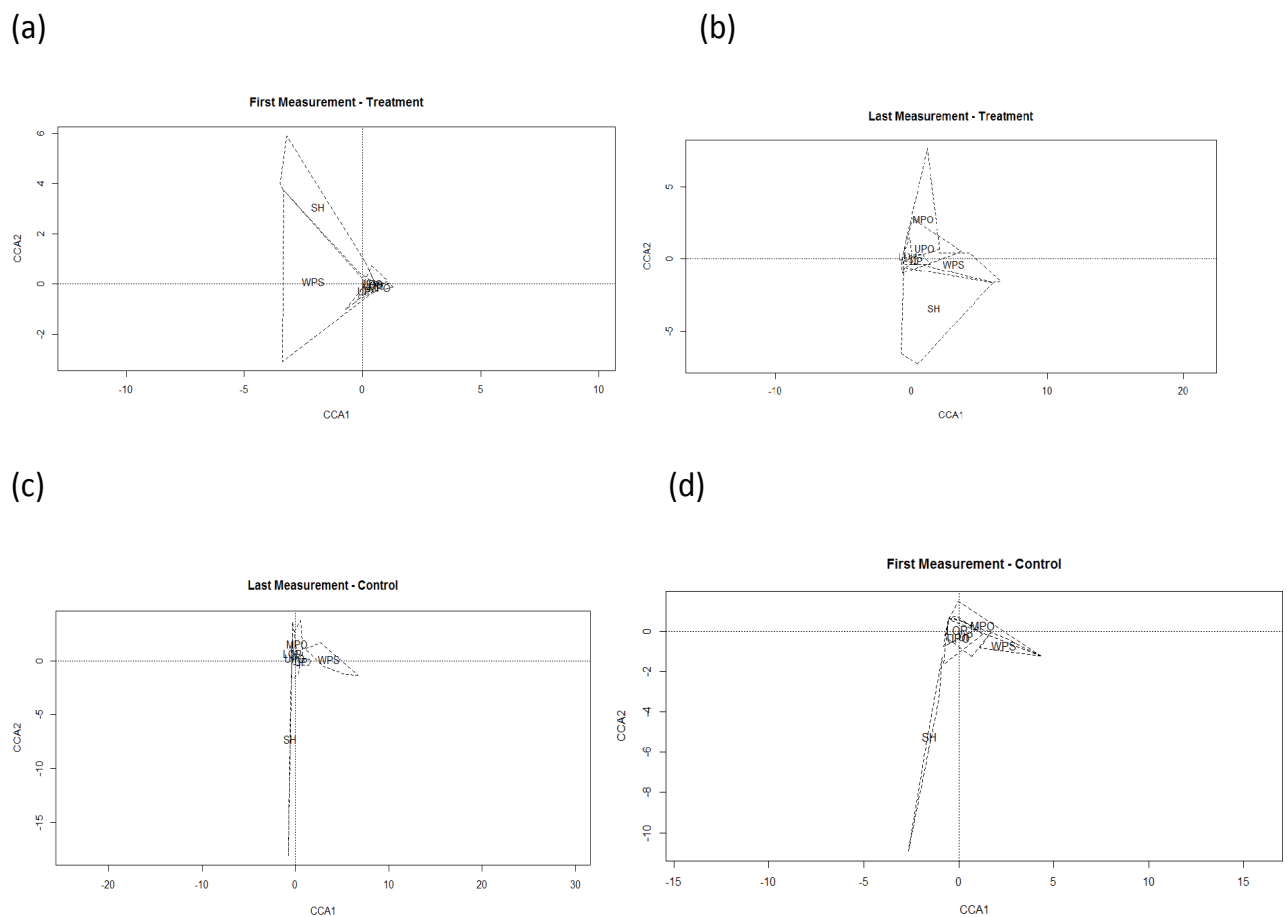 (a)
(b)
First Measurement - Treatment
CCA2
6
4
2
0
-2
SH
WPS
MPO
-10
-5
0
5
10
CCA1
Last Measurement - Treatment
CCA2
5
0
-5
MPO
UPO
WPS
SH
-10
0
10
20
CCA1
(c)
(d)
Last Measurement - Control
CCA2
0
-5
-10
-15
MPO
WPS
SH
-20
-10
0
10
20
30
CCA1
First Measurement - Control
CCA2
0
-2
-4
-6
-8
-10
MPO
UPO
WPS
SH
-15
-10
-5
0
5
10
15
CCA1